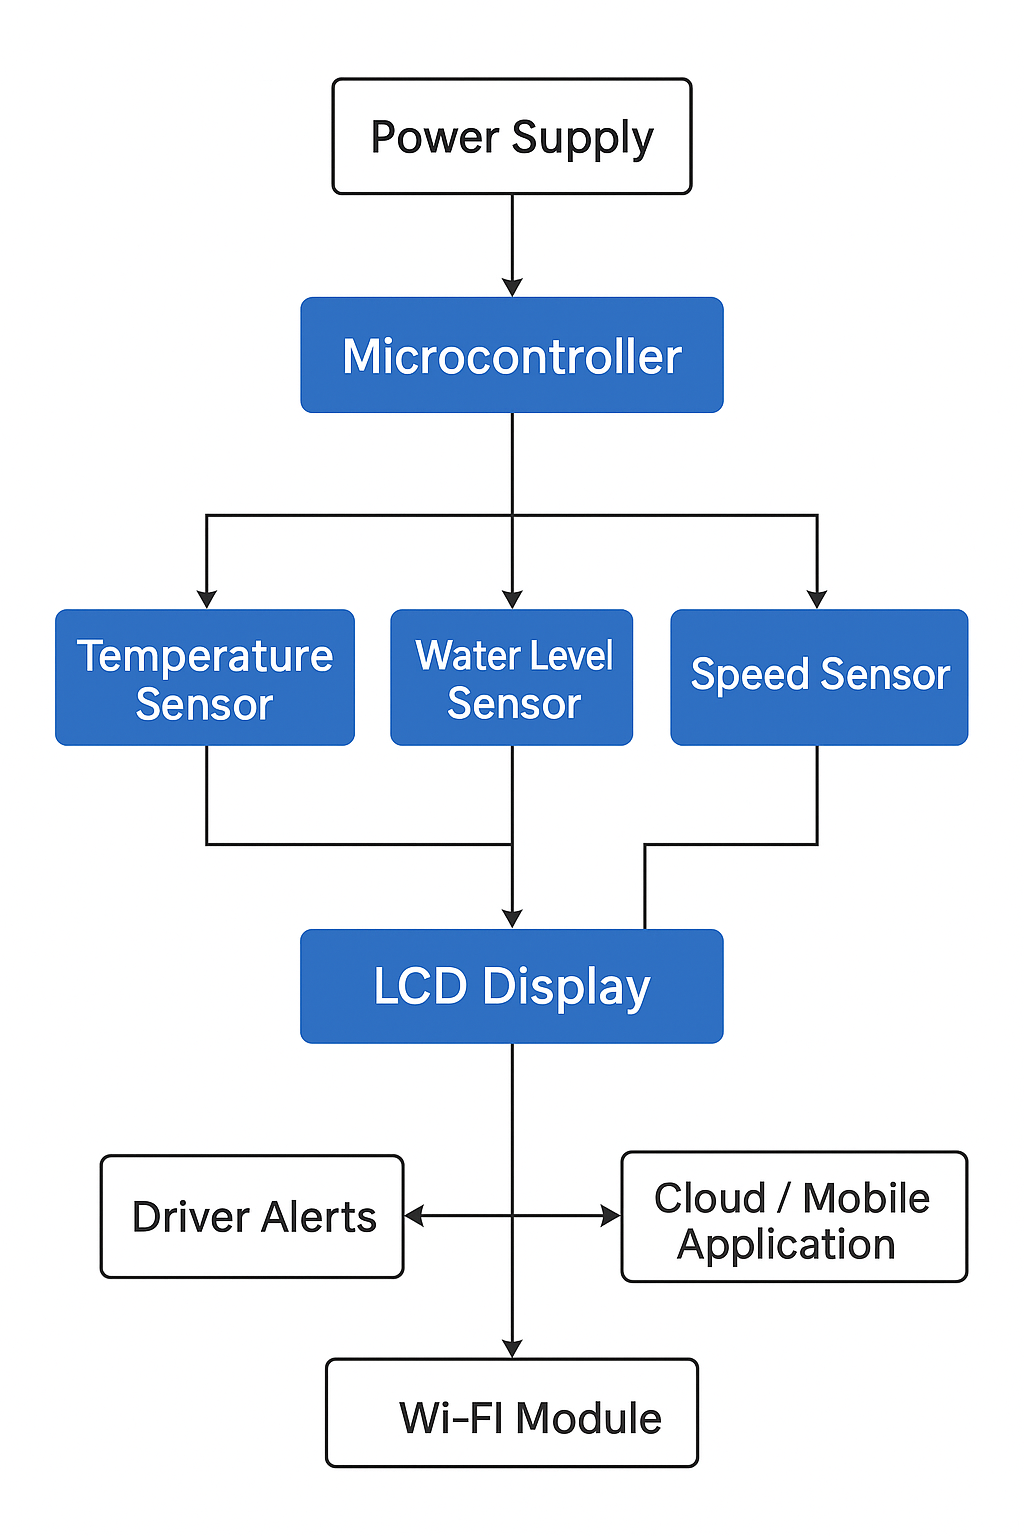 Power Supply
Microcontroller
Temperature
Sensor
Water Level
Sensor
Speed Sensor
LCD Display
Driver Alerts
Cloud / Mobile
Application
Wi-FI Module